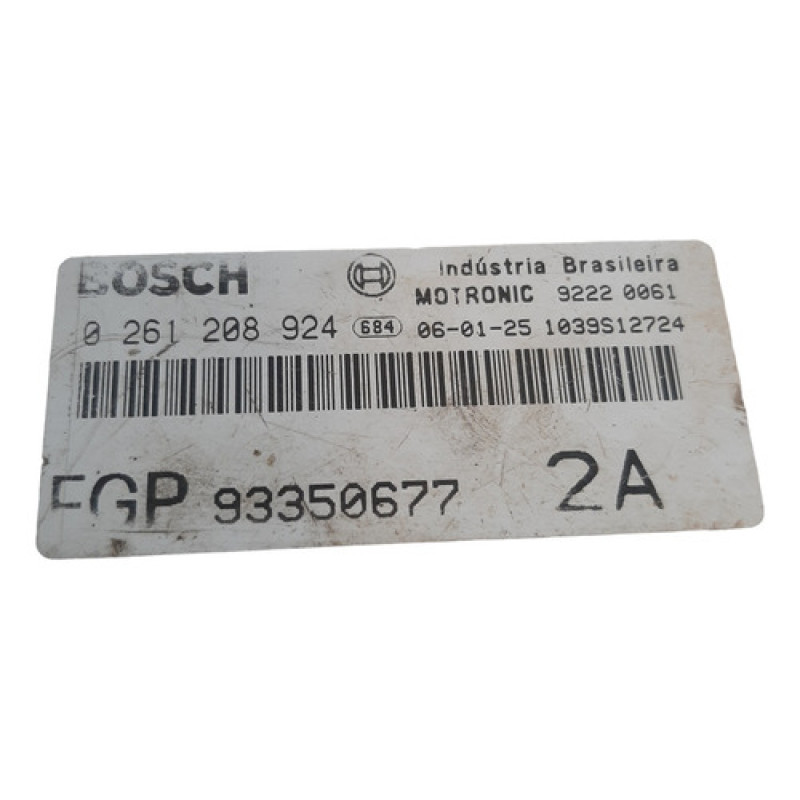 BOSCH Indústria Brasileira
MOTRONIC 9222 0061
0 261 208 924 684 06-01-25 1039S12724
FGP 93350677 2A